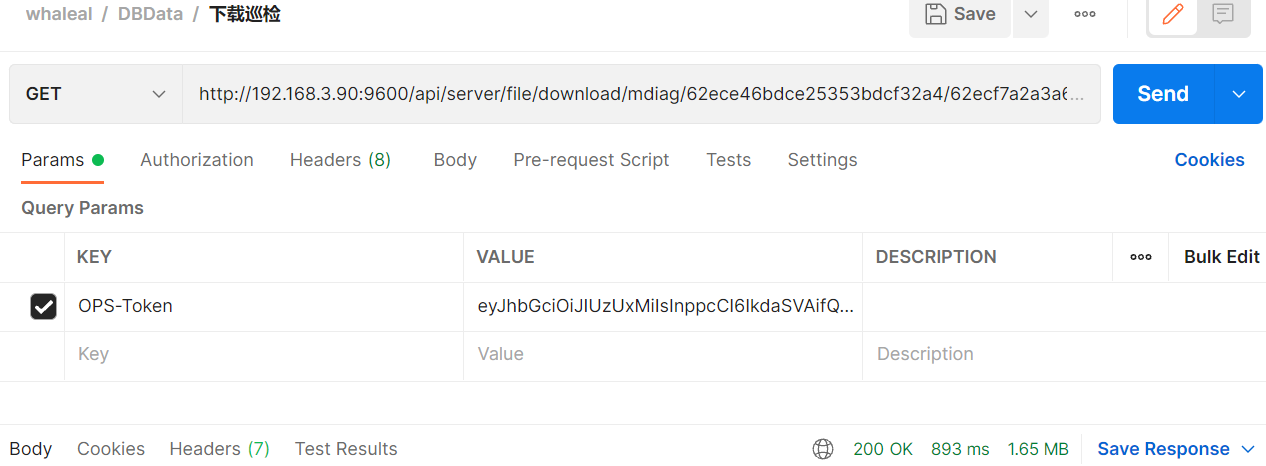 whaleal / DBData / 下载巡检
Save
GET http://192.168.3.90:9600/api/server/file/download/mdiag/62ece46bdce25353bdcf32a4/62ecf7a2a3a6... Send
Params Authorization Headers (8) Body Pre-request Script Tests Settings Cookies
Query Params
KEY VALUE DESCRIPTION Bulk Edit
OPS-Token eyJhbGciOiJIUzUxMiIsInppcCI6IkdaSVAifQ...
Key Value Description
Body Cookies Headers (7) Test Results 200 OK 893 ms 1.65 MB Save Response